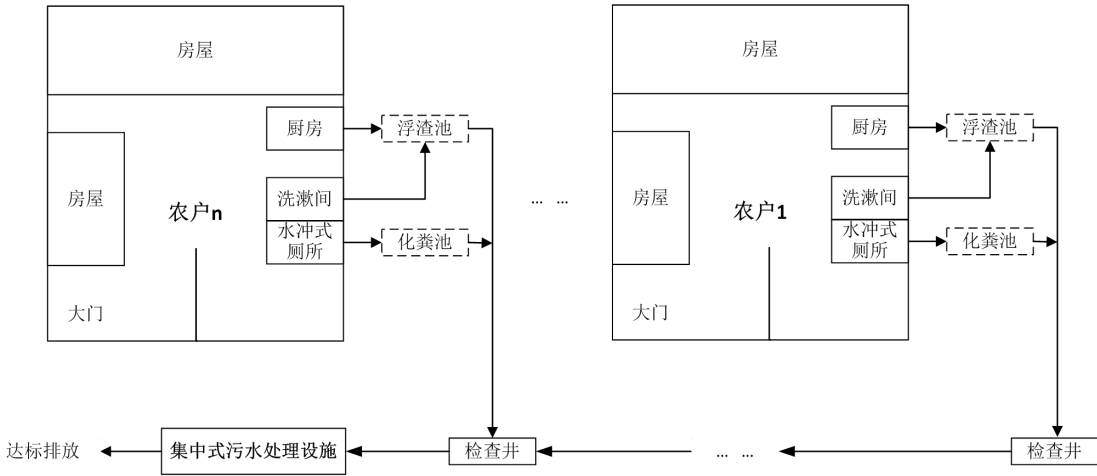 房屋
厨房
浮渣池
房屋
洗漱间
农户n
水冲式
厕所
化粪池
大门
... ...
房屋
厨房
浮渣池
房屋
洗漱间
农户1
水冲式
厕所
化粪池
大门
达标排放
集中式污水处理设施
检查井
... ...
检查井